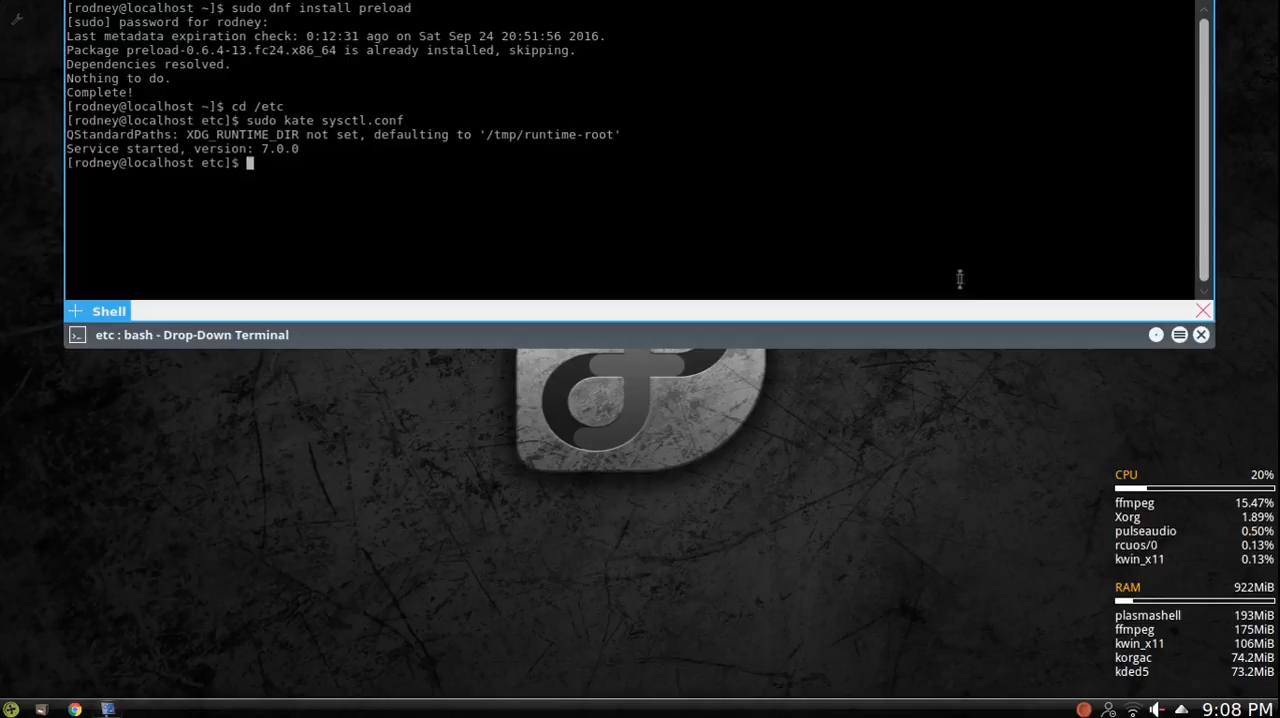 [rodney@localhost ~]$ sudo dnf install preload
[sudo] password for rodney:
Last metadata expiration check: 0:12:31 ago on Sat Sep 24 20:51:56 2016.
Package preload-0.6.4-13.fc24.x86_64 is already installed, skipping.
Dependencies resolved.
Nothing to do.
Complete!
[rodney@localhost ~]$ cd /etc
[rodney@localhost etc]$ sudo kate sysctl.conf
QStandardPaths: XDG_RUNTIME_DIR not set, defaulting to '/tmp/runtime-root'
Service started, version: 7.0.0
[rodney@localhost etc]$
Shell
etc : bash - Drop-Down Terminal
CPU 20%
ffmpeg 15.47%
Xorg 1.89%
pulseaudio 0.50%
rcuos/0 0.13%
kwin_x11 0.13%
RAM 922MiB
plasmashell 193MiB
ffmpeg 175MiB
kwin_x11 106MiB
korgac 74.2MiB
kded5 73.2MiB
9:08 PM